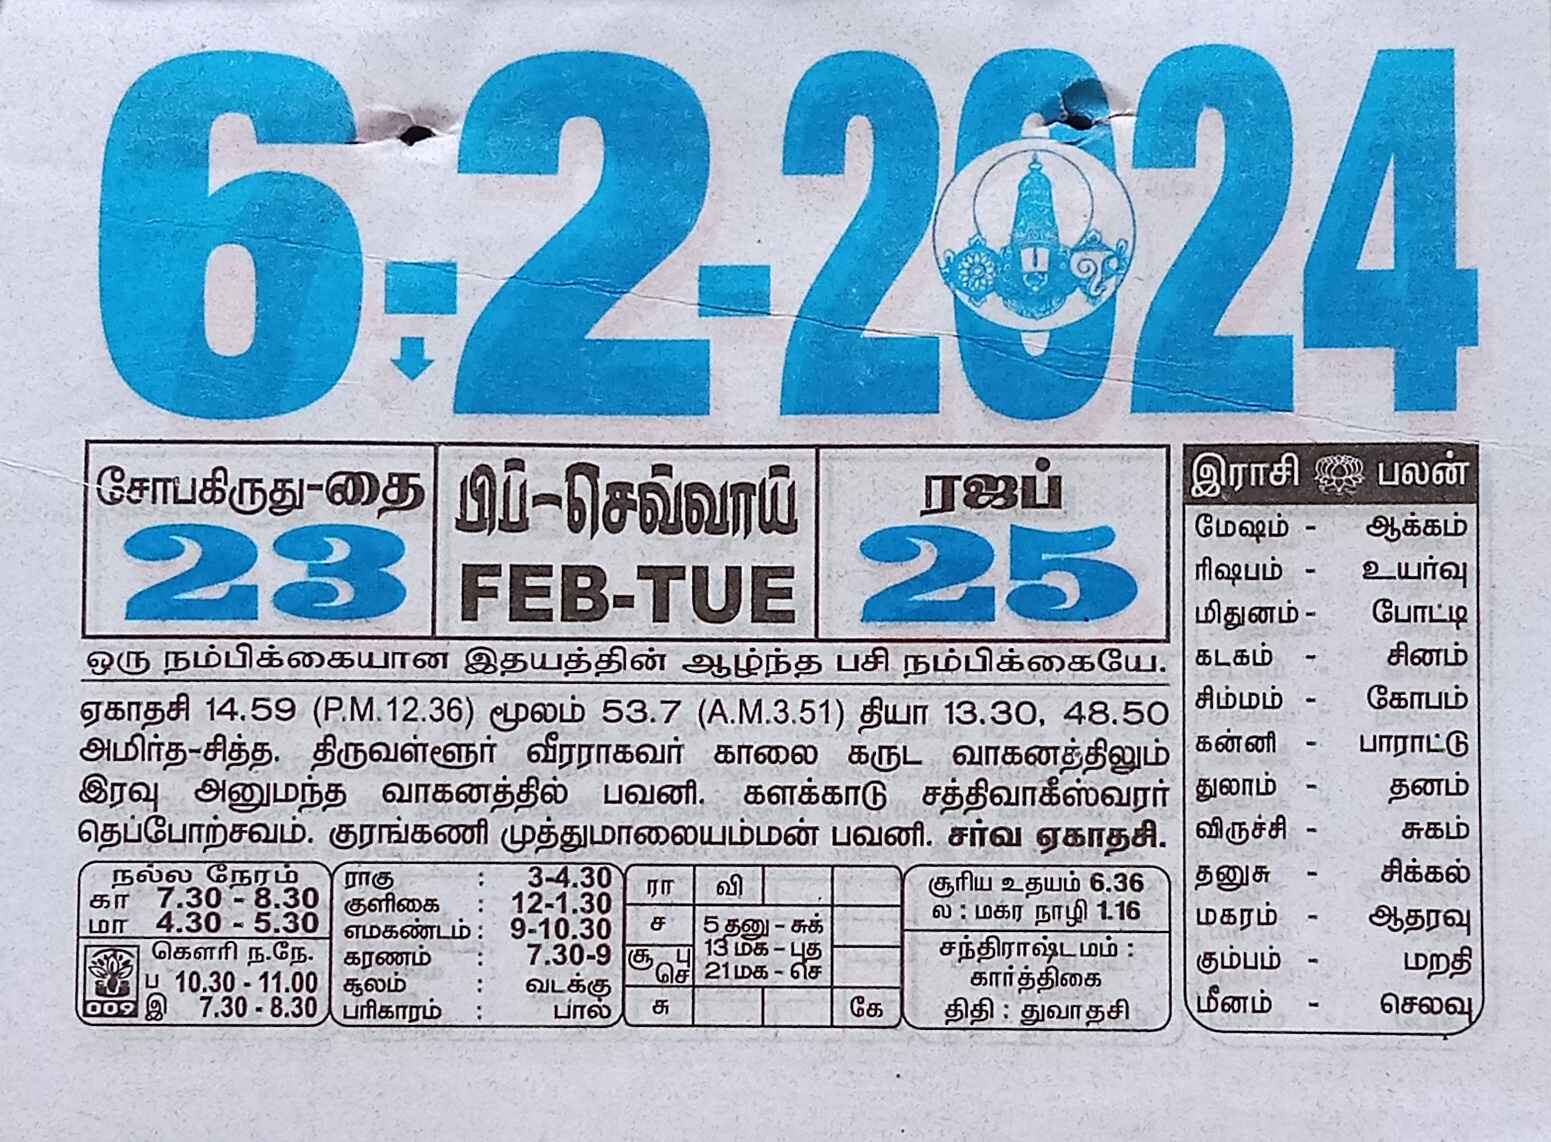 6-2-2024
சோபகிருது-தை
23
பிப்-செவ்வாய்
FEB-TUE
ரஜப்
25
ஒரு நம்பிக்கையான இதயத்தின் ஆழ்ந்த பசி நம்பிக்கையே.
ஏகாதசி 14.59 (P.M.12.36) மூலம் 53.7 (A.M.3.51) தியா 13.30, 48.50
அமிர்த-சித்த. திருவள்ளூர் வீரராகவர் காலை கருட வாகனத்திலும்
இரவு அனுமந்த வாகனத்தில் பவனி. களக்காடு சத்திவாகீஸ்வரர்
தெப்போற்சவம். குரங்கணி முத்துமாலையம்மன் பவனி. சர்வ ஏகாதசி.
நல்ல நேரம்
கா 7.30 - 8.30
மா 4.30 - 5.30
கௌரி ந.நே.
ப 10.30 - 11.00
இ 7.30 - 8.30
009
ராகு : 3-4.30
குளிகை : 12-1.30
எமகண்டம் : 9-10.30
கரணம் : 7.30-9
சூலம் : வடக்கு
பரிகாரம் : பால்
ரா வி
ச 5 தனு - சுக்
சூ பு 13 மக - புத
செ 21 மக - செ
சு கே
சூரிய உதயம் 6.36
ல : மகர நாழி 1.16
சந்திராஷ்டமம் :
கார்த்திகை
திதி : துவாதசி
இராசி பலன்
மேஷம் - ஆக்கம்
ரிஷபம் - உயர்வு
மிதுனம் - போட்டி
கடகம் - சினம்
சிம்மம் - கோபம்
கன்னி - பாராட்டு
துலாம் - தனம்
விருச்சி - சுகம்
தனுசு - சிக்கல்
மகரம் - ஆதரவு
கும்பம் - மறதி
மீனம் - செலவு